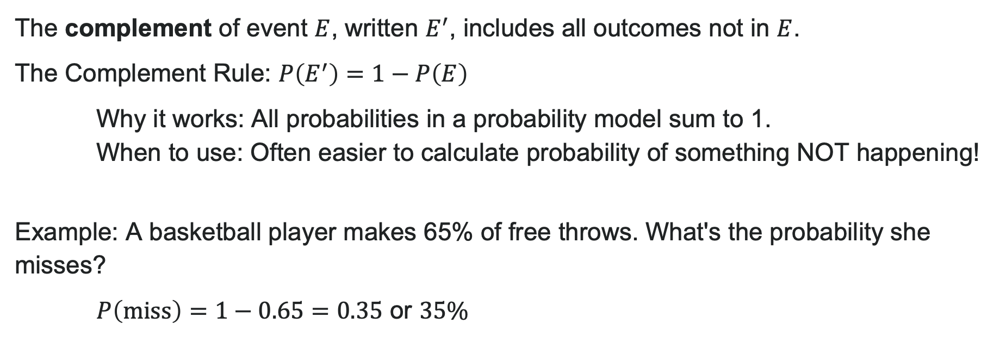 The complement of event E, written E′, includes all outcomes not in E.
The Complement Rule: P(E′) = 1 − P(E)
Why it works: All probabilities in a probability model sum to 1.
When to use: Often easier to calculate probability of something NOT happening!
Example: A basketball player makes 65% of free throws. What's the probability she
misses?
P(miss) = 1 − 0.65 = 0.35 or 35%